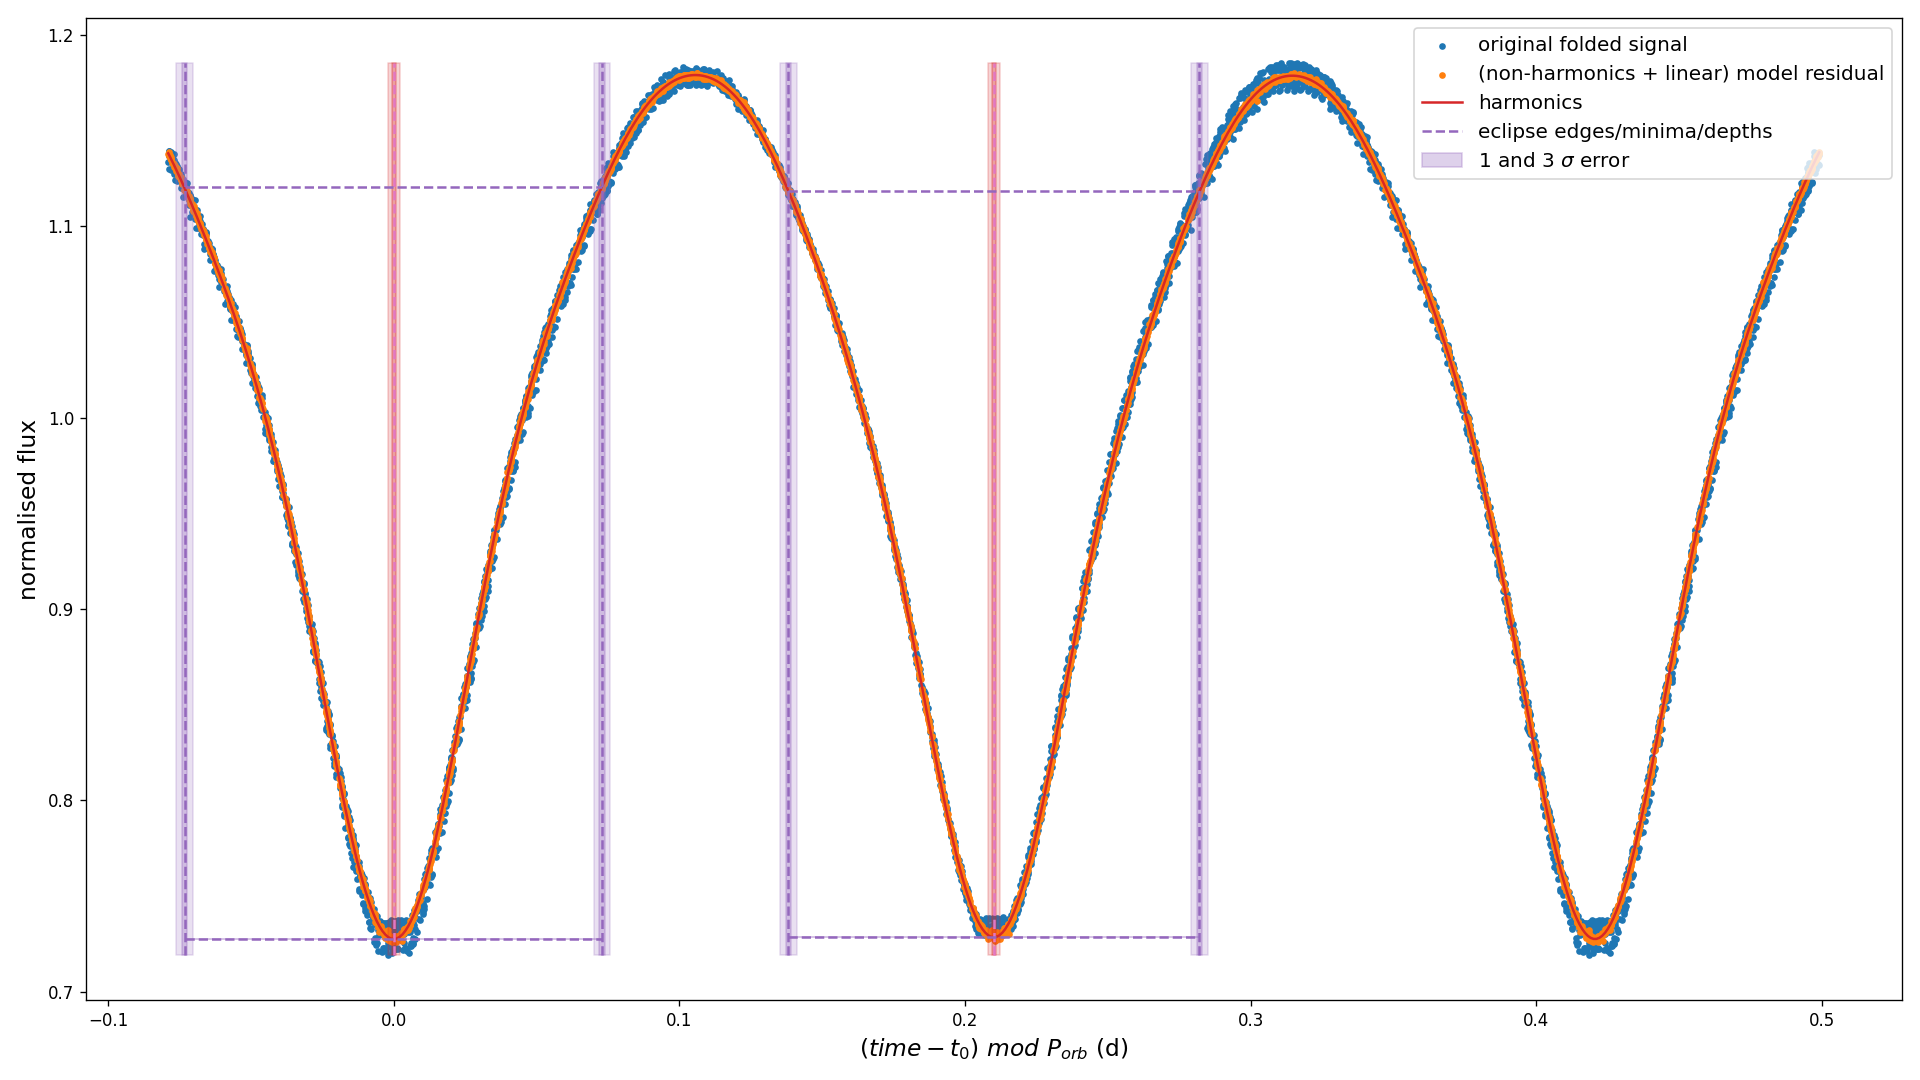 1.2
1.1
1.0
0.9
0.8
0.7
normalised flux
original folded signal
(non-harmonics + linear) model residual
harmonics
eclipse edges/minima/depths
1 and 3 σ error
−0.1 0.0 0.1 0.2 0.3 0.4 0.5
(time − t₀) mod Pₒᵣb (d)